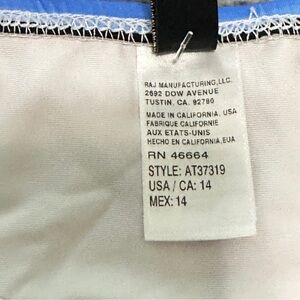 RAJ MANUFACTURING, LLC.
2692 DOW AVENUE
TUSTIN, CA. 92780
MADE IN CALIFORNIA, USA
FABRIQUE CALIFORNIE
AUX ETATS-UNIS
HECHO EN CALIFORNIA, EUA
RN 46664
STYLE: AT37319
USA / CA: 14
MEX: 14